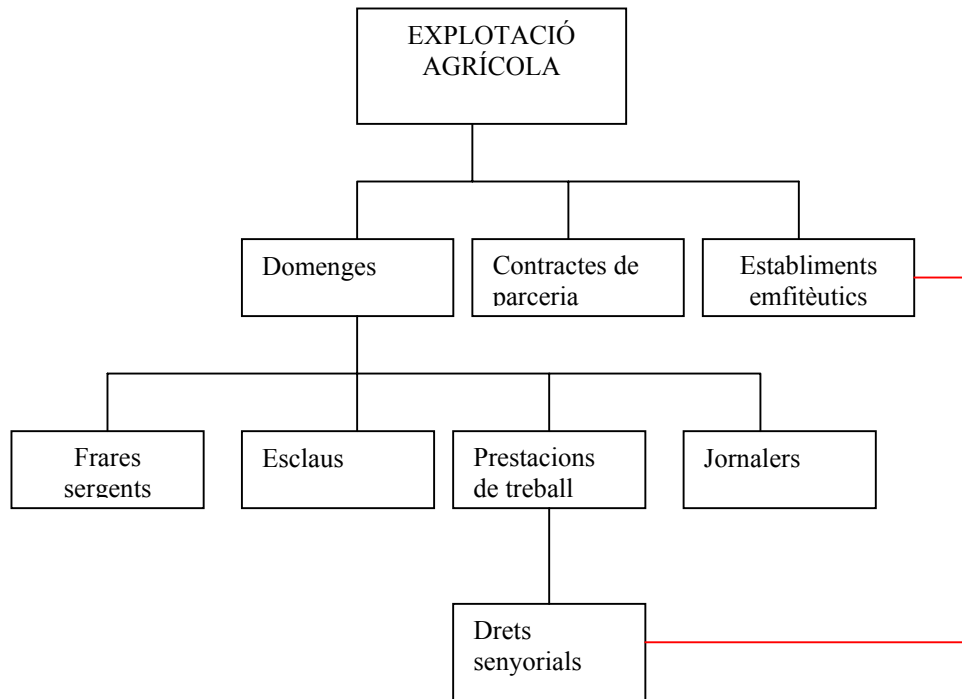 EXPLOTACIÓ
AGRÍCOLA
Domenges
Contractes de
parceria
Establiments
emfitèutics
Frares
sergents
Esclaus
Prestacions
de treball
Jornalers
Drets
senyorials